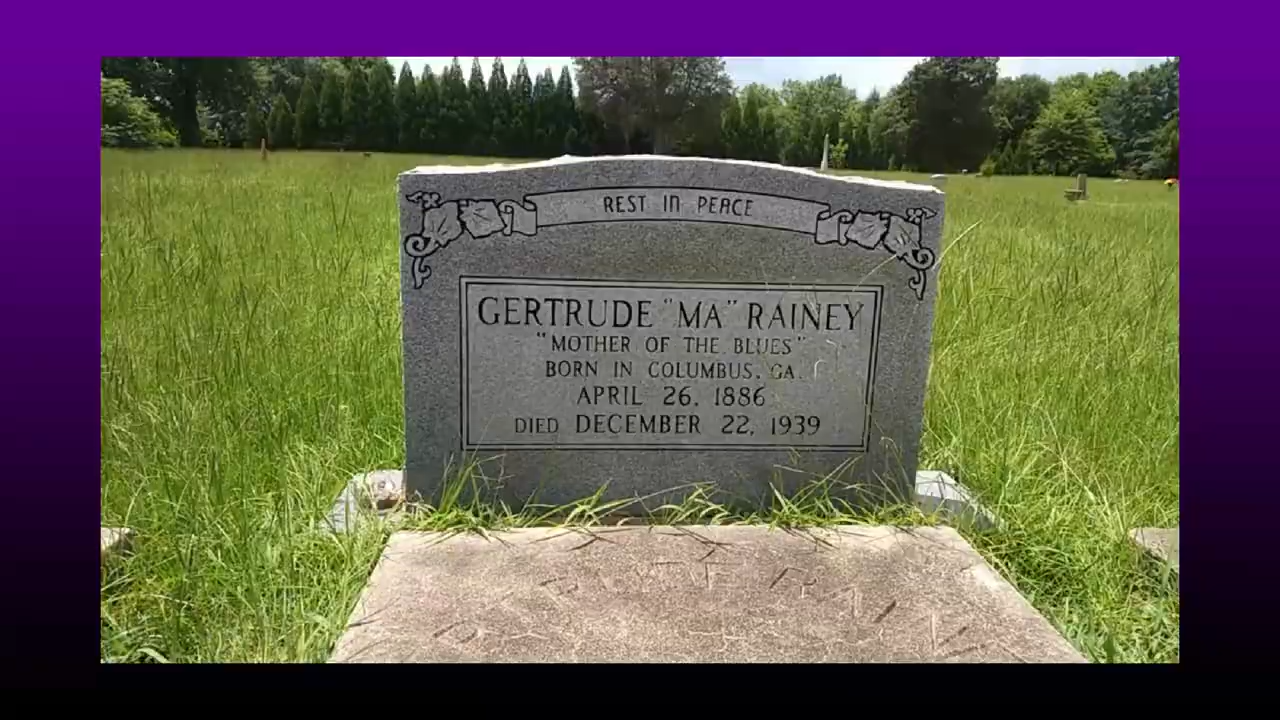 REST IN PEACE
GERTRUDE "MA" RAINEY
"MOTHER OF THE BLUES"
BORN IN COLUMBUS, GA.
APRIL 26, 1886
DIED DECEMBER 22, 1939